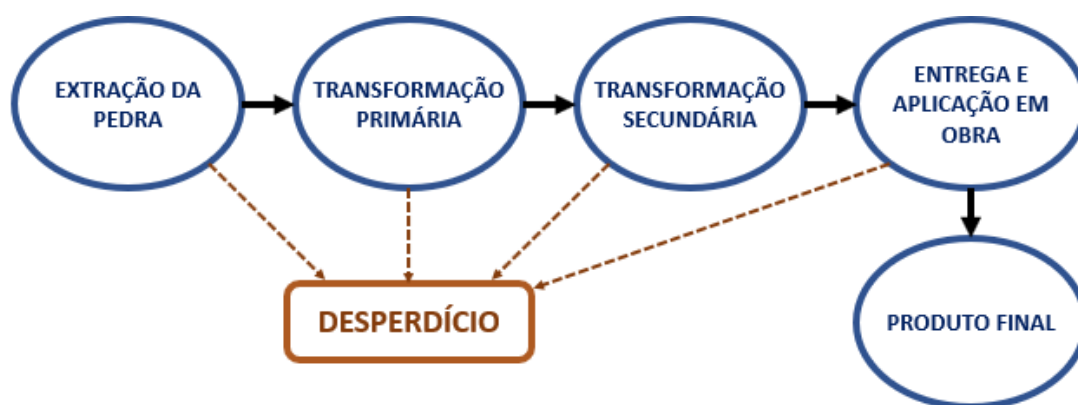 EXTRAÇÃO DA
PEDRA
TRANSFORMAÇÃO
PRIMÁRIA
TRANSFORMAÇÃO
SECUNDÁRIA
ENTREGA E
APLICAÇÃO EM
OBRA
DESPERDÍCIO
PRODUTO FINAL